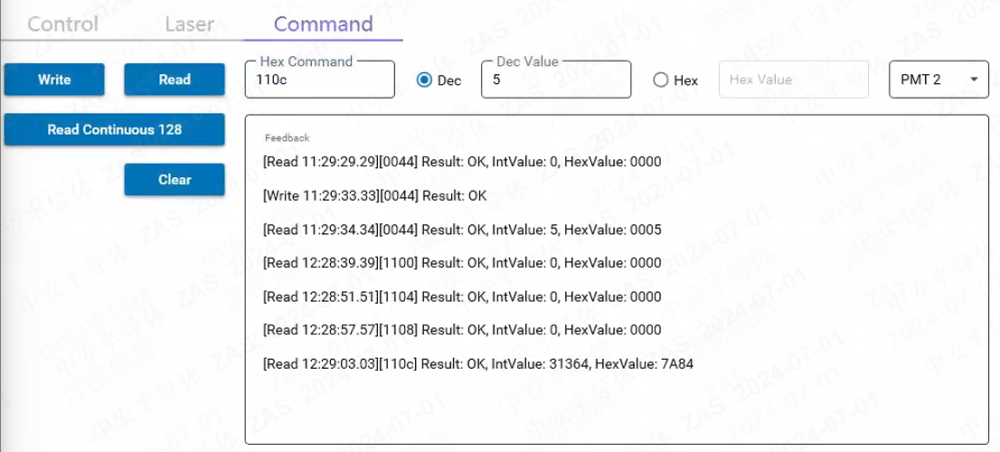 Control Laser Command
Write Read Hex Command 110c Dec Dec Value 5 Hex Hex Value PMT 2
Read Continuous 128
Clear
Feedback
[Read 11:29:29.29][0044] Result: OK, IntValue: 0, HexValue: 0000
[Write 11:29:33.33][0044] Result: OK
[Read 11:29:34.34][0044] Result: OK, IntValue: 5, HexValue: 0005
[Read 12:28:39.39][1100] Result: OK, IntValue: 0, HexValue: 0000
[Read 12:28:51.51][1104] Result: OK, IntValue: 0, HexValue: 0000
[Read 12:28:57.57][1108] Result: OK, IntValue: 0, HexValue: 0000
[Read 12:29:03.03][110c] Result: OK, IntValue: 31364, HexValue: 7A84
中安半导体 ZAS 2024-07-01
涉密信息